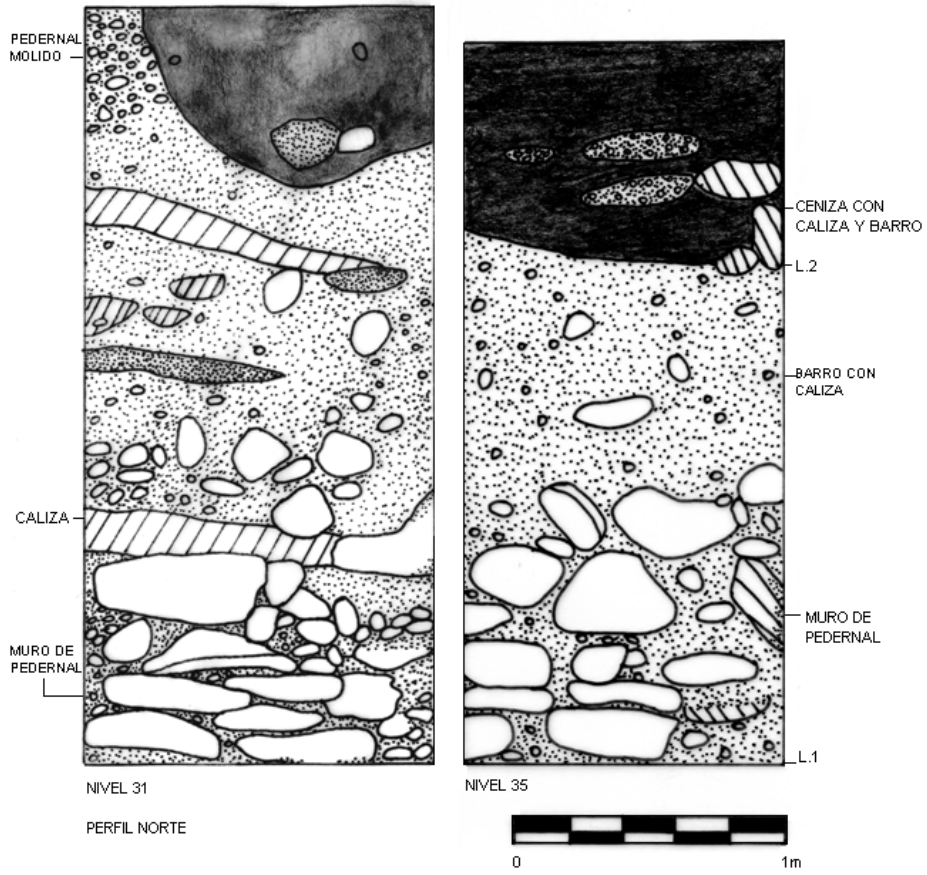 PEDERNAL
MOLIDO
CALIZA
MURO DE
PEDERNAL
NIVEL 31
PERFIL NORTE
CENIZA CON
CALIZA Y BARRO
L.2
BARRO CON
CALIZA
MURO DE
PEDERNAL
L.1
NIVEL 35
0
1m